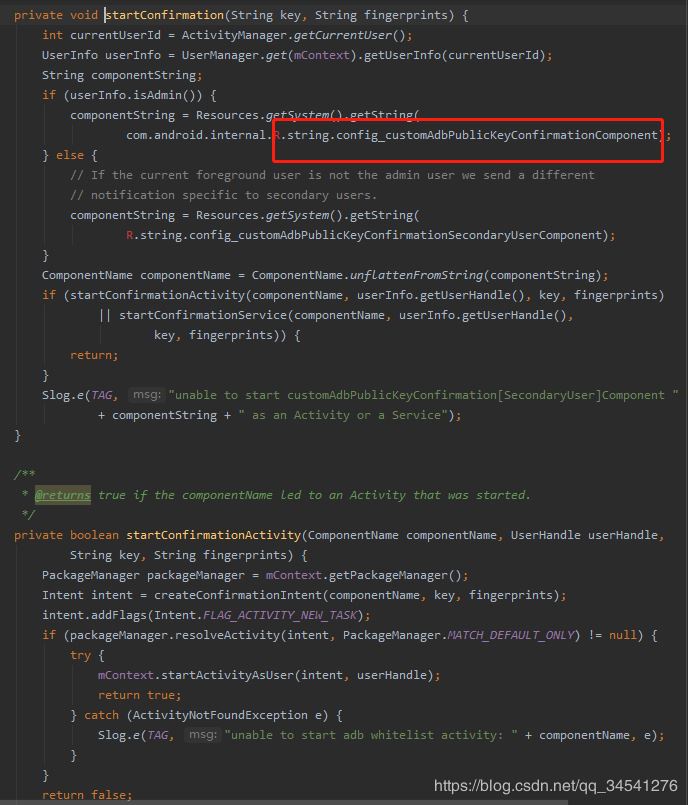 private void startConfirmation(String key, String fingerprints) {
int currentUserId = ActivityManager.getCurrentUser();
UserInfo userInfo = UserManager.get(mContext).getUserInfo(currentUserId);
String componentString;
if (userInfo.isAdmin()) {
componentString = Resources.getSystem().getString(
com.android.internal.R.string.config_customAdbPublicKeyConfirmationComponent);
} else {
// If the current foreground user is not the admin user we send a different
// notification specific to secondary users.
componentString = Resources.getSystem().getString(
R.string.config_customAdbPublicKeyConfirmationSecondaryUserComponent);
}
ComponentName componentName = ComponentName.unflattenFromString(componentString);
if (startConfirmationActivity(componentName, userInfo.getUserHandle(), key, fingerprints)
|| startConfirmationService(componentName, userInfo.getUserHandle(),
key, fingerprints)) {
return;
}
Slog.e(TAG, msg: "unable to start customAdbPublicKeyConfirmation[SecondaryUser]Component "
+ componentString + " as an Activity or a Service");
}
/**
* @returns true if the componentName led to an Activity that was started.
*/
private boolean startConfirmationActivity(ComponentName componentName, UserHandle userHandle,
String key, String fingerprints) {
PackageManager packageManager = mContext.getPackageManager();
Intent intent = createConfirmationIntent(componentName, key, fingerprints);
intent.addFlags(Intent.FLAG_ACTIVITY_NEW_TASK);
if (packageManager.resolveActivity(intent, PackageManager.MATCH_DEFAULT_ONLY) != null) {
try {
mContext.startActivityAsUser(intent, userHandle);
return true;
} catch (ActivityNotFoundException e) {
Slog.e(TAG, msg: "unable to start adb whitelist activity: " + componentName, e);
}
}
return false;
https://blog.csdn.net/qq_34541276